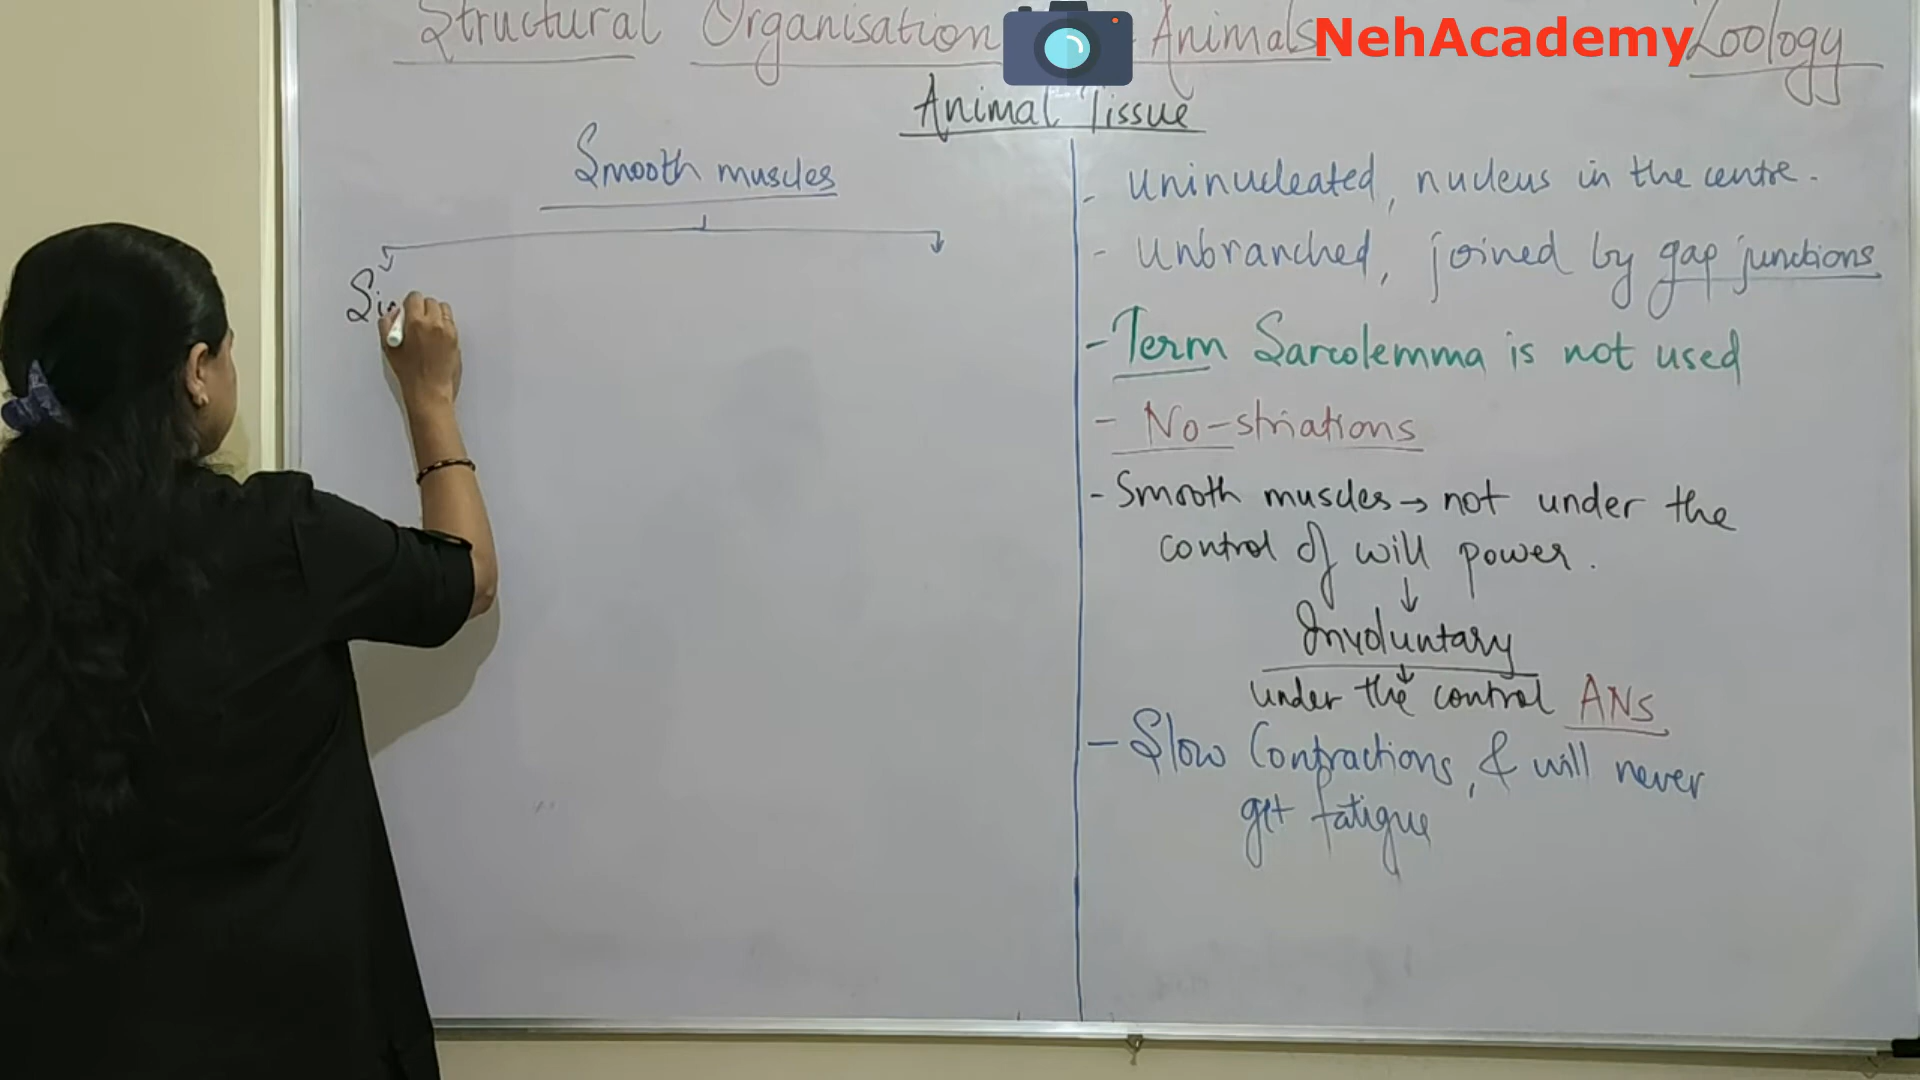 Structural Organisation Animals Zoology
NehAcademy
Animal Tissue
Smooth muscles
Si
- Uninucleated, nucleus in the centre.
- Unbranched, joined by gap junctions
- Term Sarcolemma is not used
- No-striations
- Smooth muscles → not under the
control of will power.
↓
Involuntary
↓
under the control ANS
- Slow Contractions, & will never
get fatigue